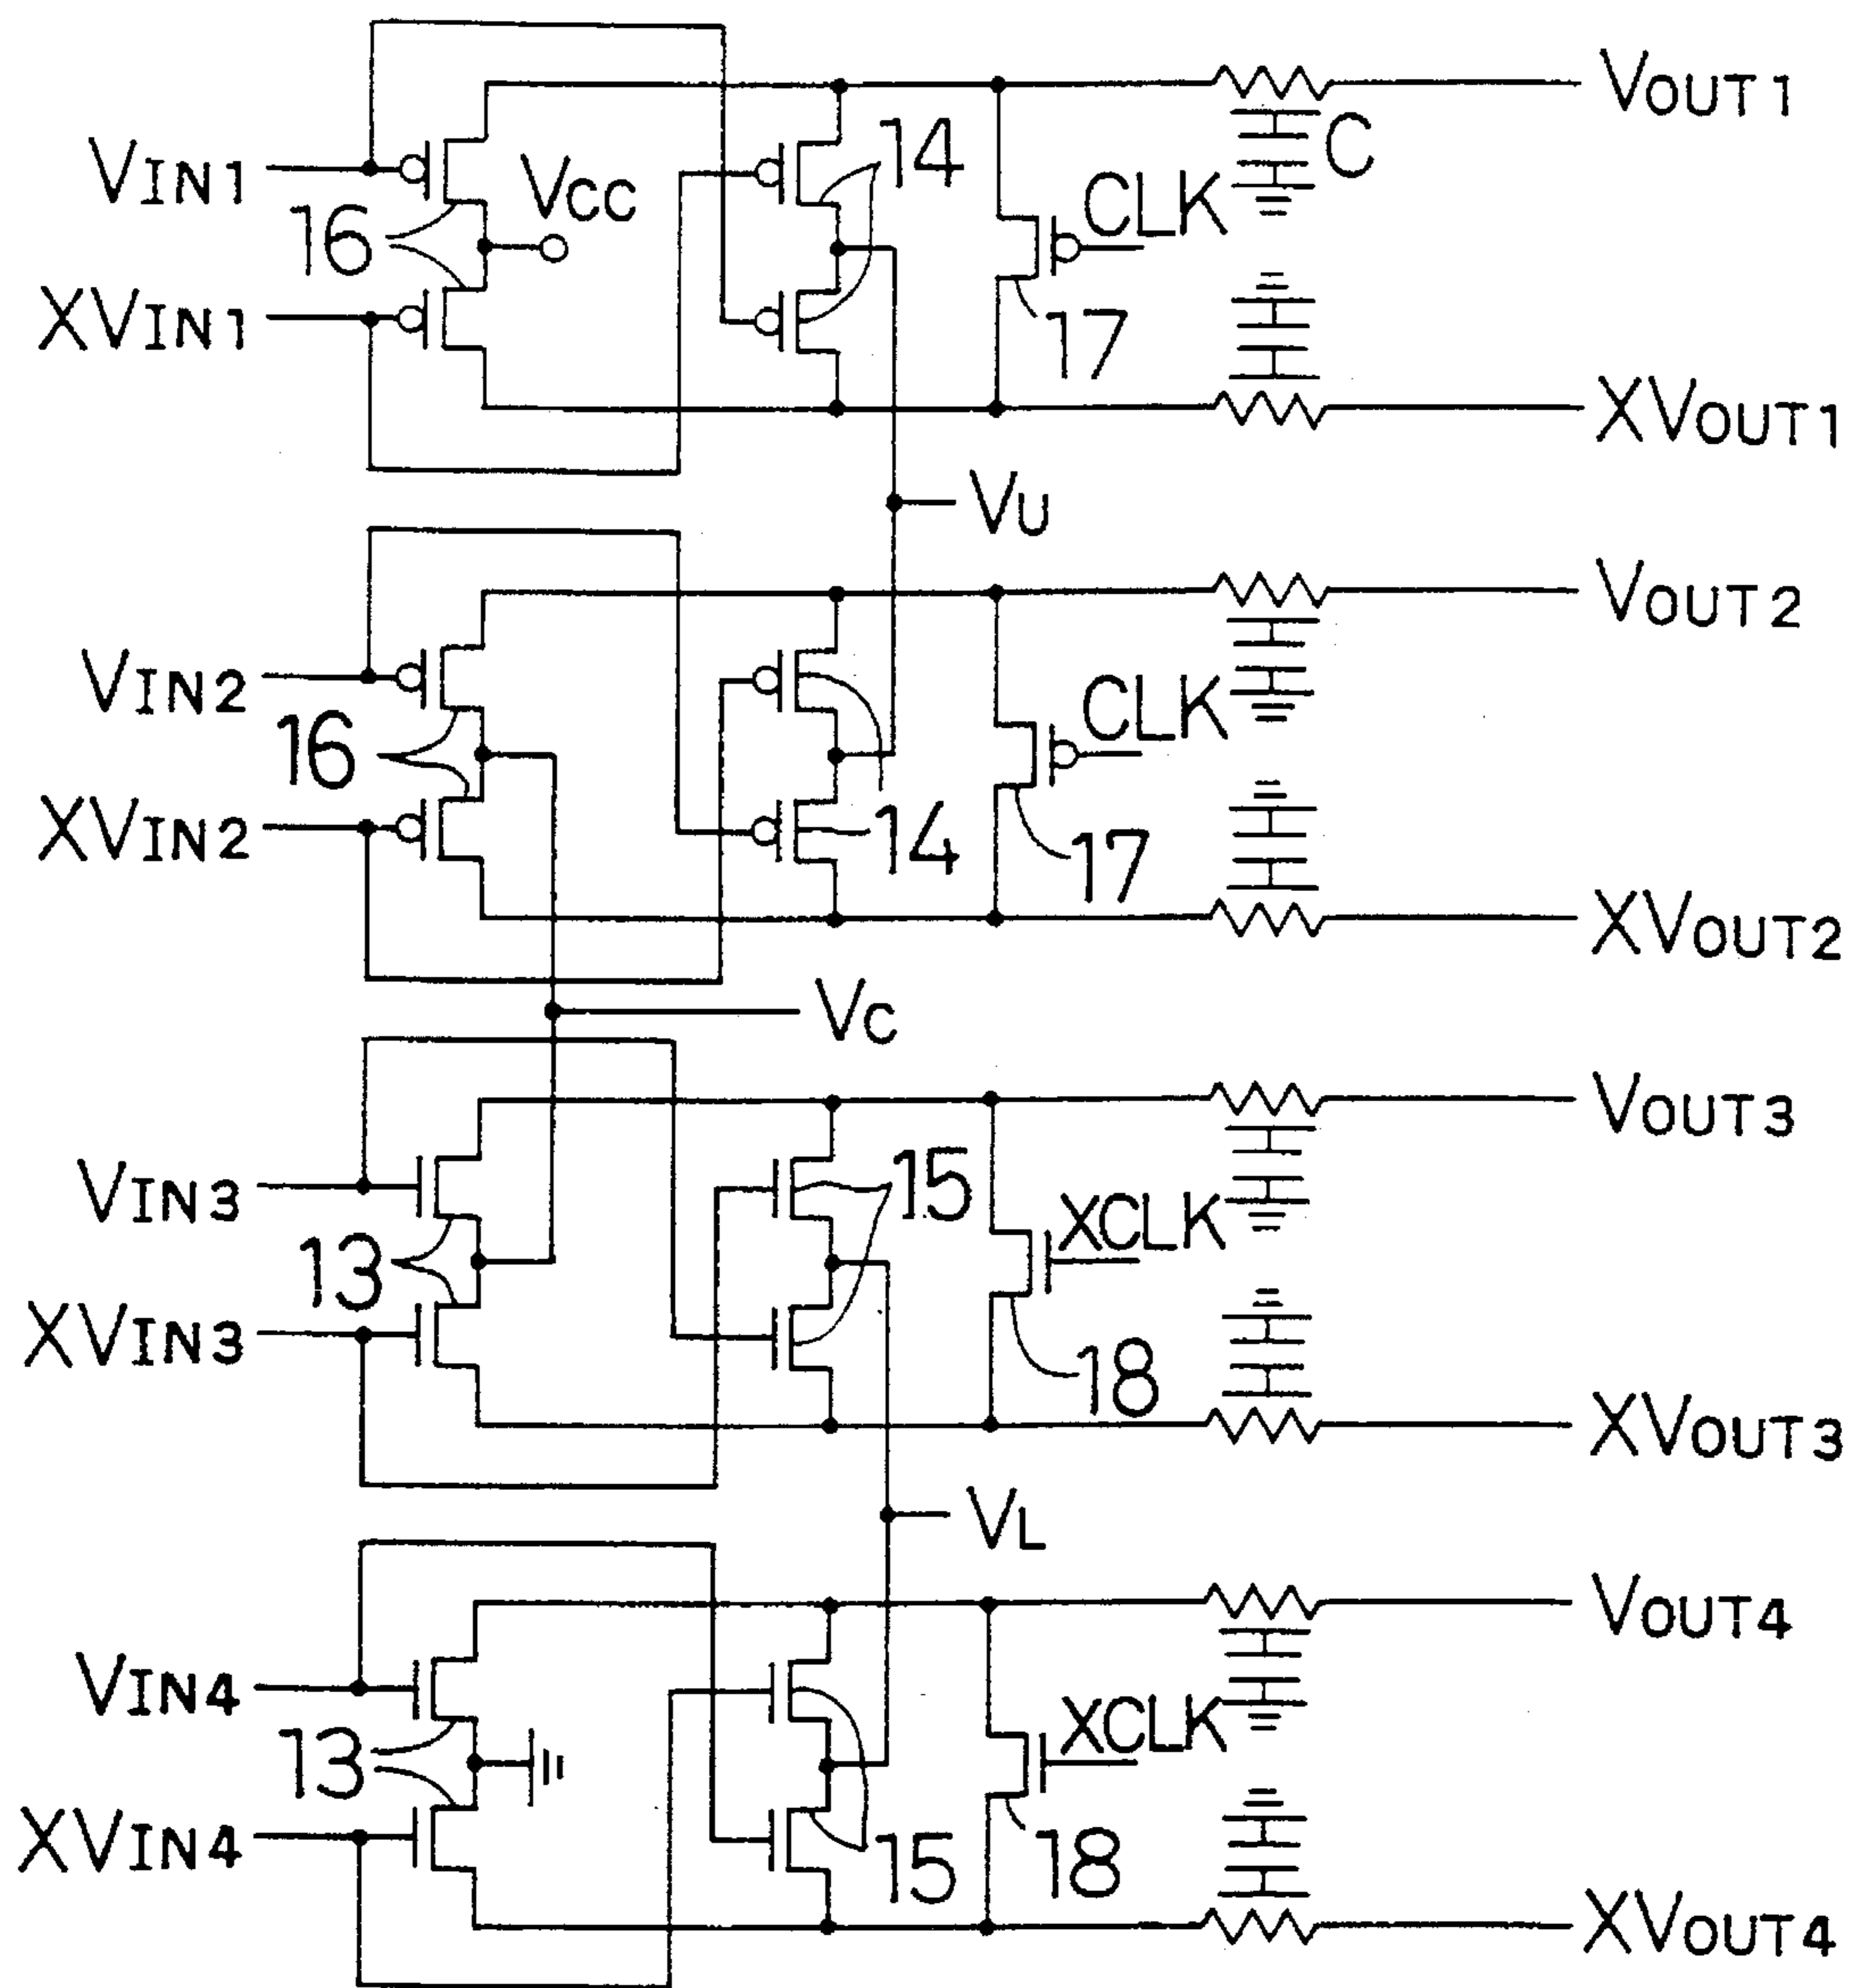 VOUT1
C
14
VIN1
VCC
CLK
16
XVIN1
17
XVOUT1
VU
VOUT2
VIN2
CLK
16
XVIN2
14
17
XVOUT2
VC
VOUT3
VIN3
15
XCLK
13
XVIN3
18
XVOUT3
VL
VOUT4
VIN4
XCLK
13
XVIN4
15
18
XVOUT4